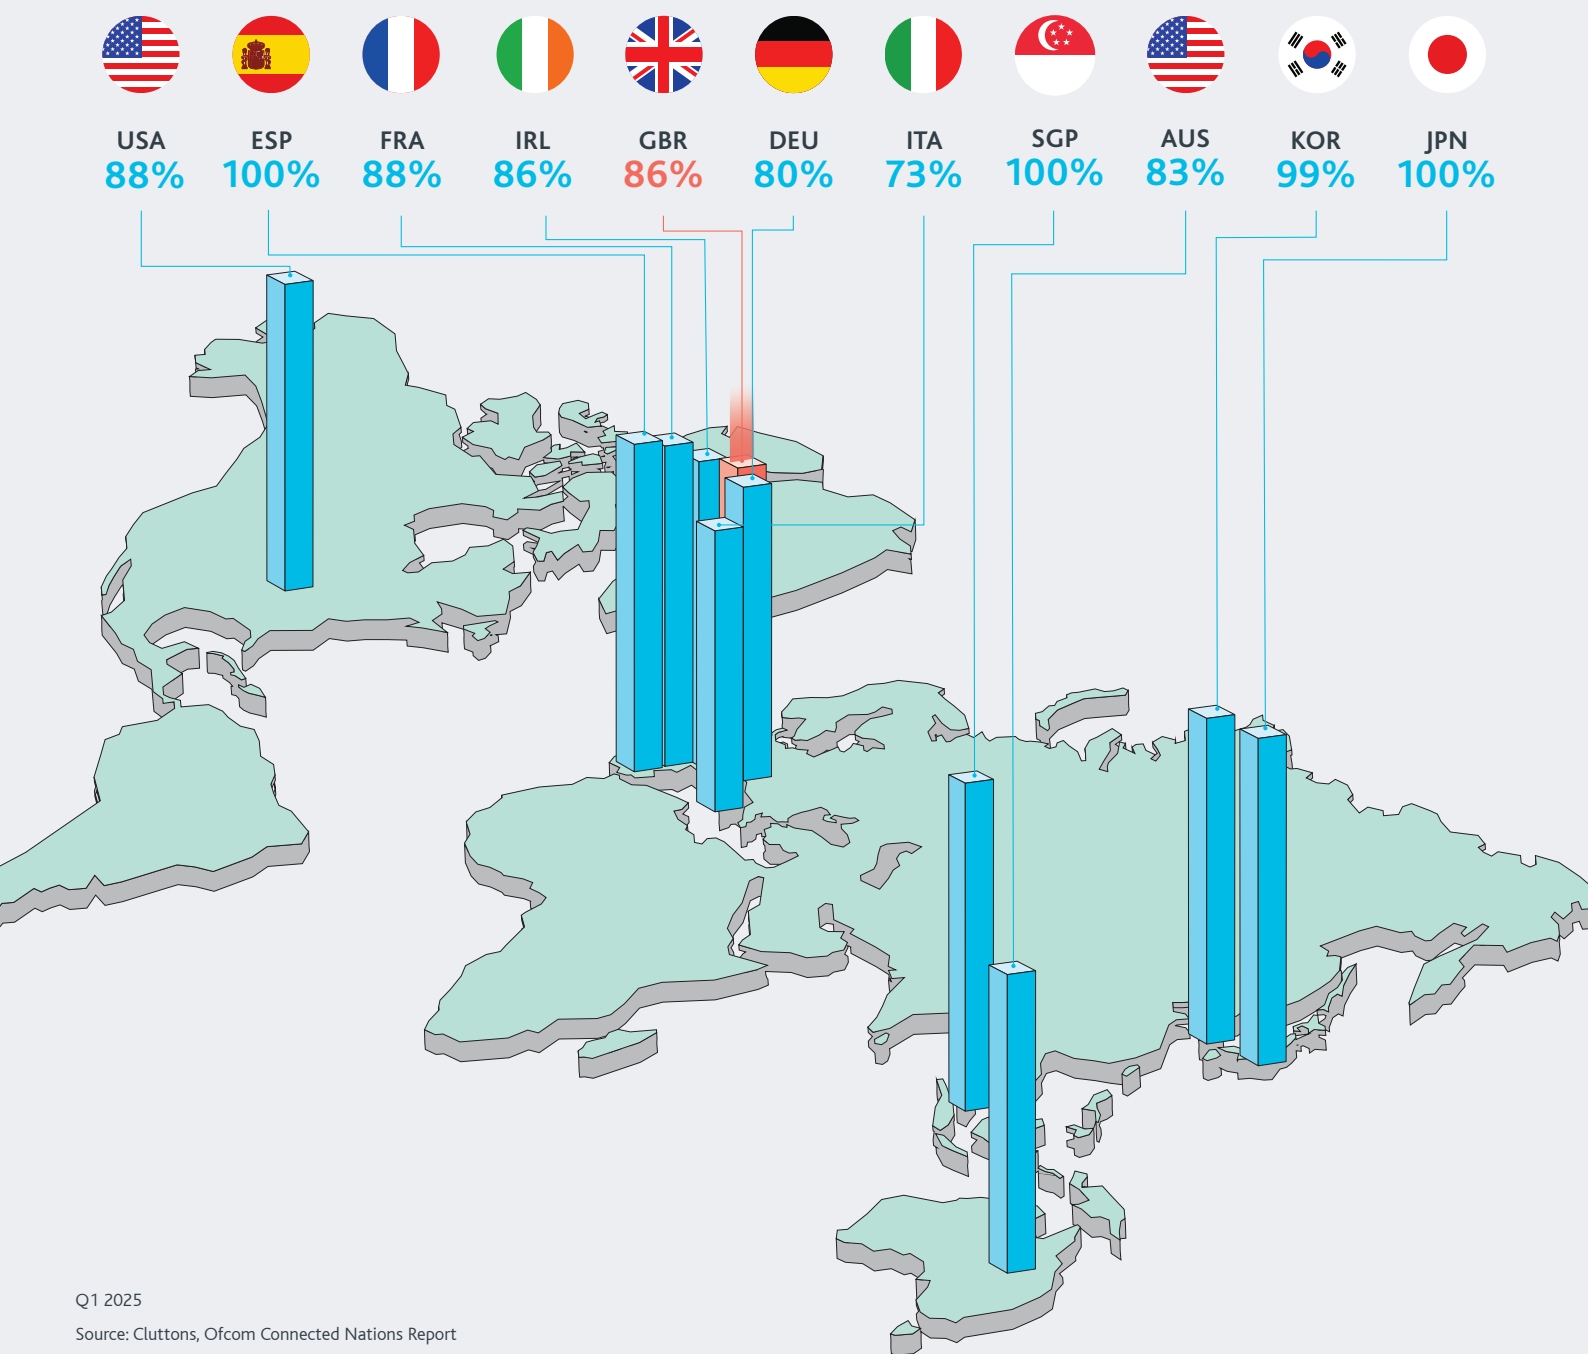 USA ESP FRA IRL GBR DEU ITA SGP AUS KOR JPN
88% 100% 88% 86% 86% 80% 73% 100% 83% 99% 100%
Q1 2025
Source: Cluttons, Ofcom Connected Nations Report